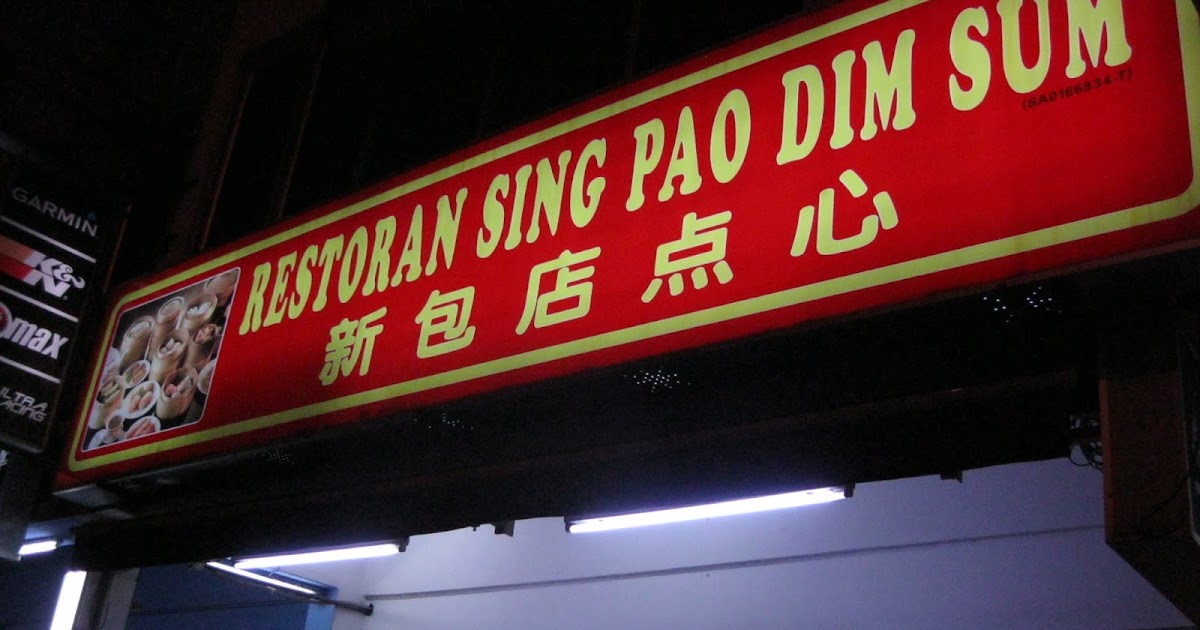 RESTORAN SING PAO DIM SUM
(SA0166834-T)
新包店点心
GARMIN
K&N
max
ULTRA
RACING